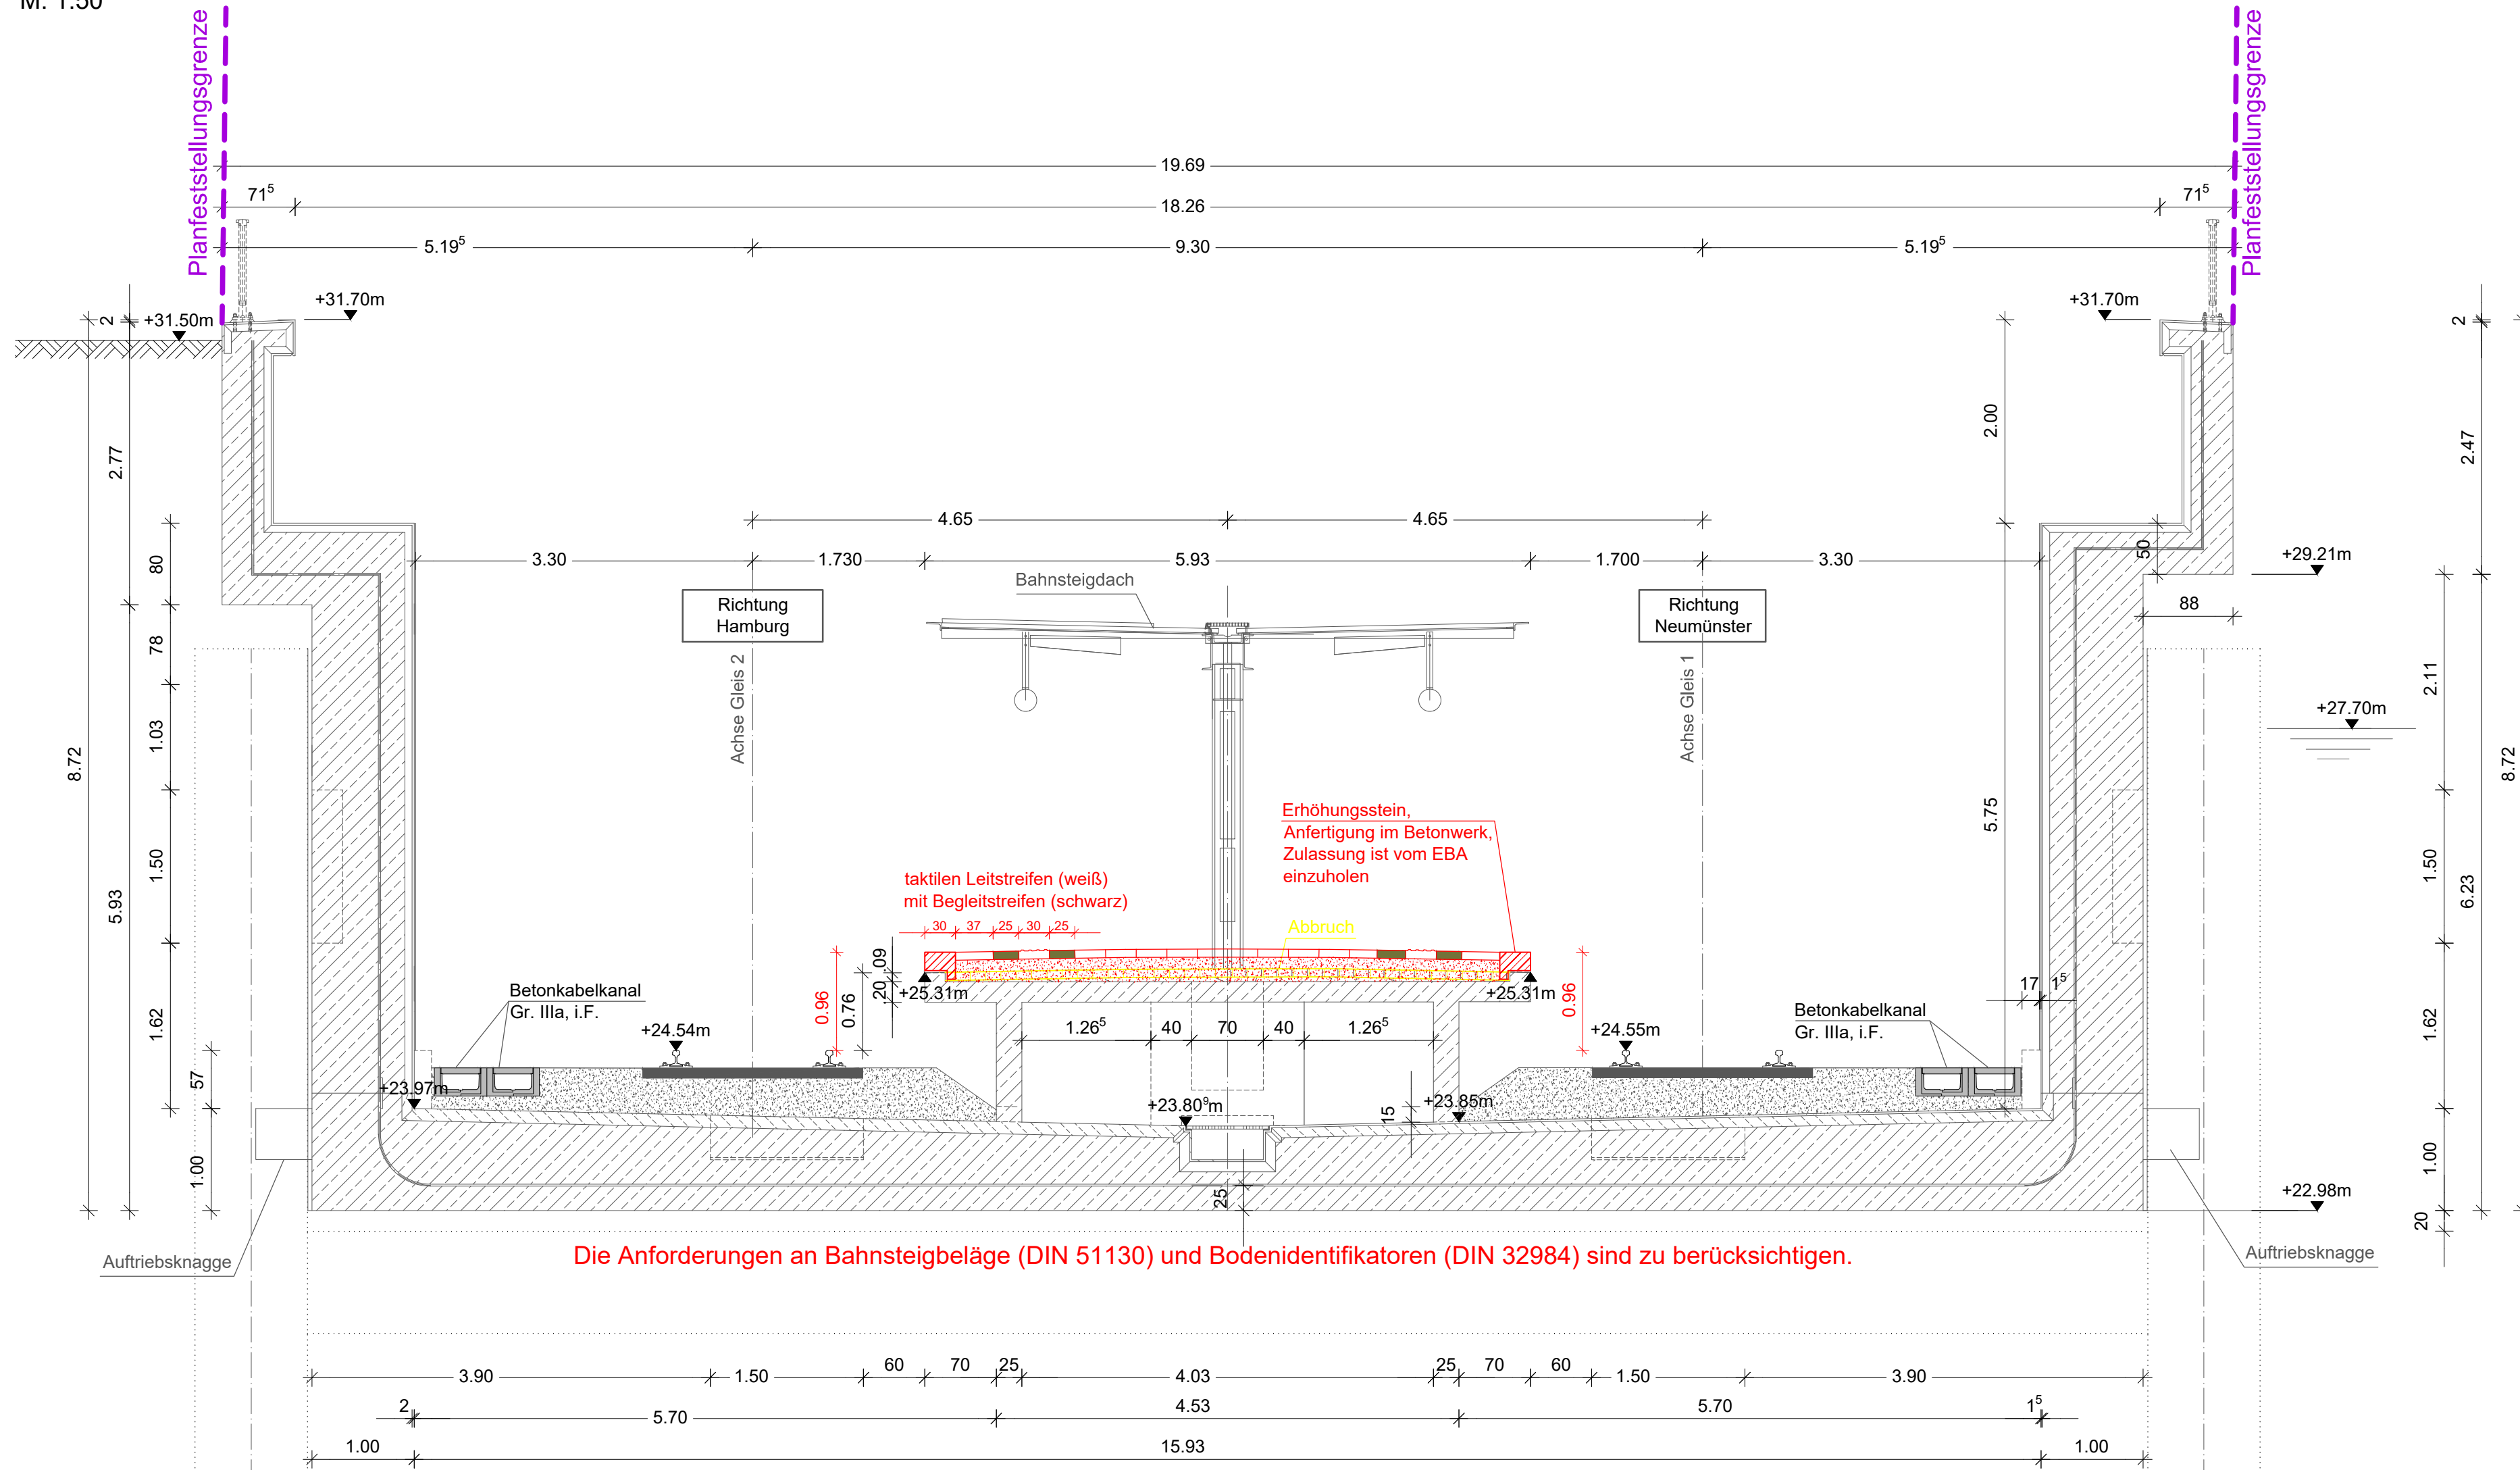 M. 1:50
Planfeststellungsgrenze
Planfeststellungsgrenze
19.69
71⁵
18.26
71⁵
5.19⁵
9.30
5.19⁵
+31.70m
+31.50m
2
+31.70m
2
2.77
2.00
2.47
4.65
4.65
3.30
1.730
5.93
1.700
3.30
80
50
+29.21m
Bahnsteigdach
Richtung
Hamburg
Richtung
Neumünster
88
78
Achse Gleis 2
Achse Gleis 1
2.11
+27.70m
1.03
8.72
8.72
5.75
Erhöhungsstein,
Anfertigung im Betonwerk,
Zulassung ist vom EBA
einzuholen
1.50
1.50
5.93
6.23
taktilen Leitstreifen (weiß)
mit Begleitstreifen (schwarz)
30
37
25
30
25
Abbruch
.09
.20
+25.31m
+25.31m
0.96
0.76
0.96
17
1⁵
Betonkabelkanal
Gr. IIIa, i.F.
Betonkabelkanal
Gr. IIIa, i.F.
1.62
1.62
+24.54m
1.26⁵
40
70
40
1.26⁵
+24.55m
57
+23.97m
+23.80⁹m
15
+23.85m
1.00
1.00
25
+22.98m
20
Auftriebsknagge
Auftriebsknagge
Die Anforderungen an Bahnsteigbeläge (DIN 51130) und Bodenidentifikatoren (DIN 32984) sind zu berücksichtigen.
3.90
1.50
60
70
25
4.03
25
70
60
1.50
3.90
2
5.70
4.53
5.70
1⁵
1.00
15.93
1.00